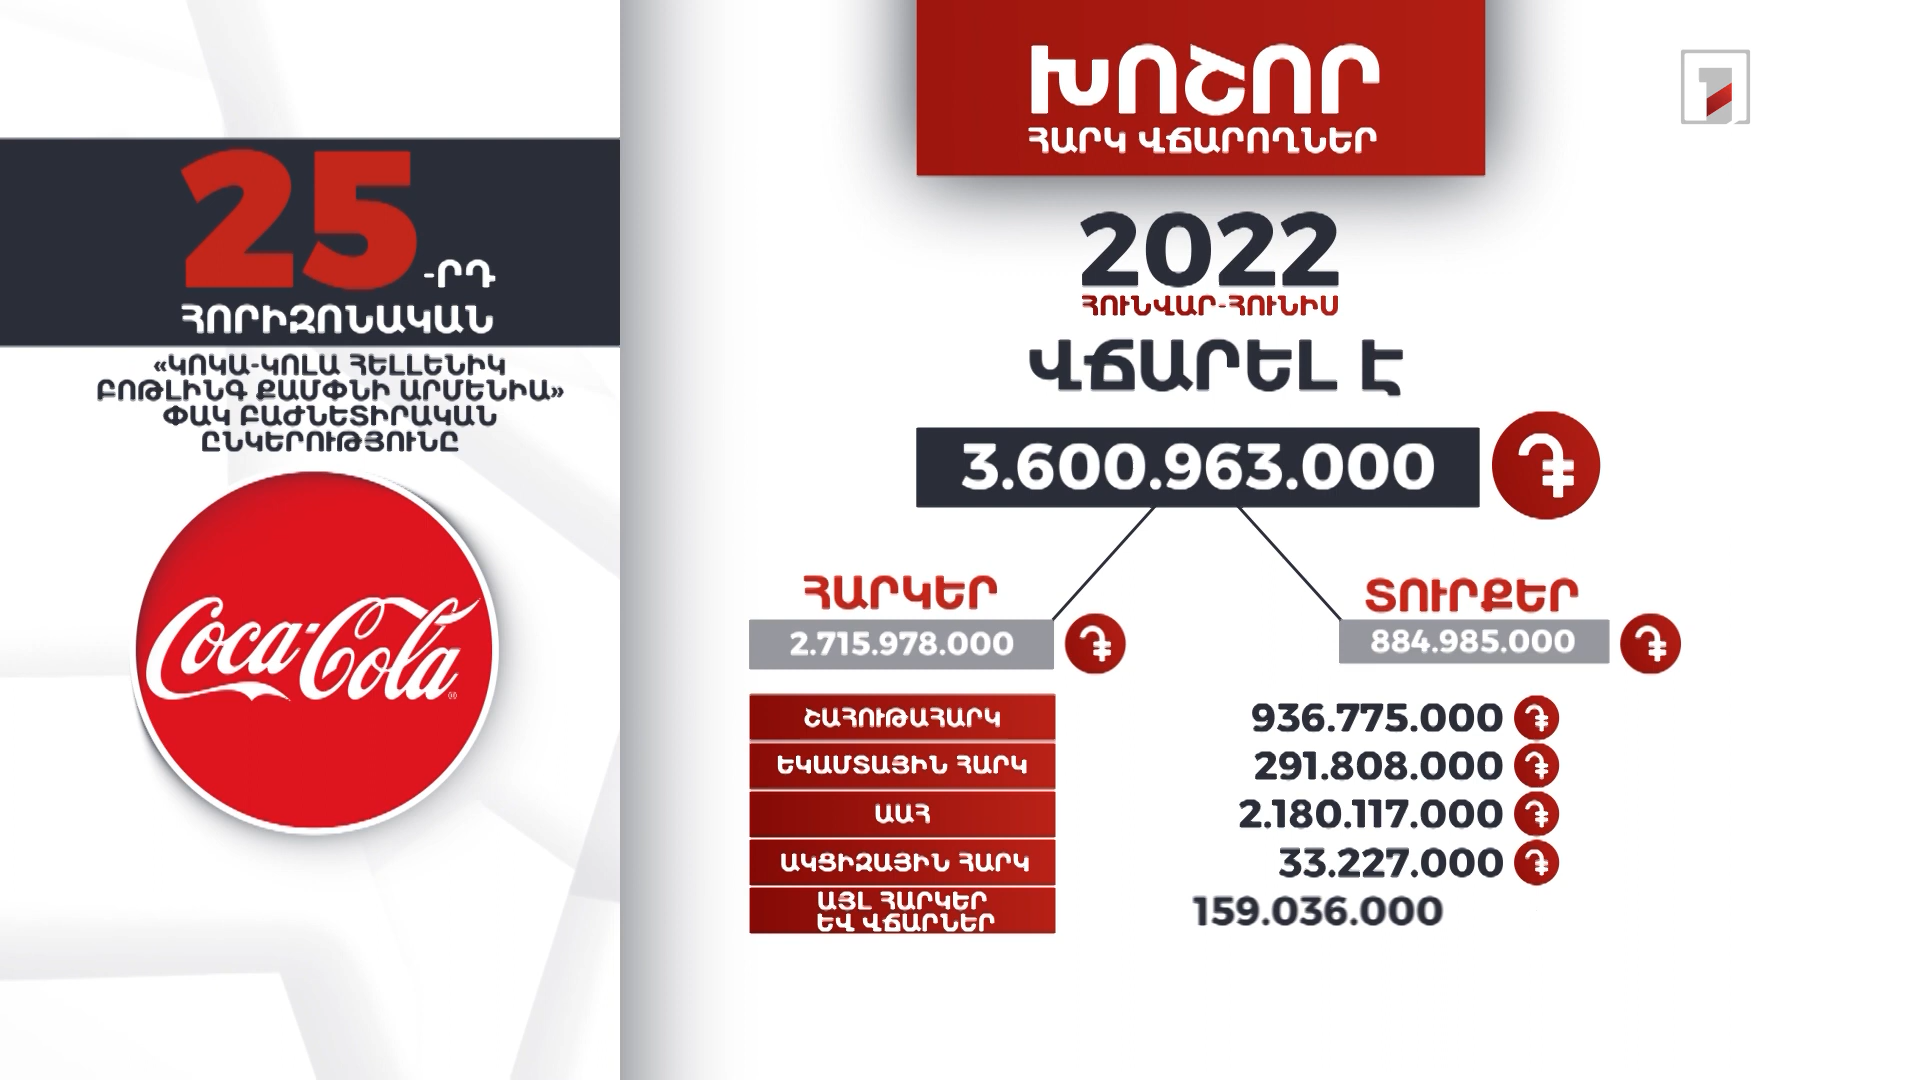 25-ՐԴ
ՀՈՐԻԶՈՆԱԿԱՆ
«ԿՈԿԱ-ԿՈԼԱ ՀԵԼԼԵՆԻԿ
ԲՈԹԼԻՆԳ ՔԱՄՓՆԻ ԱՐՄԵՆԻԱ»
ՓԱԿ ԲԱԺՆԵՏԻՐԱԿԱՆ
ԸՆԿԵՐՈՒԹՅՈՒՆԸ
Coca-Cola
®
ԽՈՇՈՐ
ՀԱՐԿ ՎՃԱՐՈՂՆԵՐ
1
2022
ՀՈՒՆՎԱՐ-ՀՈՒՆԻՍ
ՎՃԱՐԵԼ Է
3.600.963.000 ֏
ՀԱՐԿԵՐ
2.715.978.000 ֏
ՏՈՒՐՔԵՐ
884.985.000 ֏
ՇԱՀՈՒԹԱՀԱՐԿ 936.775.000 ֏
ԵԿԱՄՏԱՅԻՆ ՀԱՐԿ 291.808.000 ֏
ԱԱՀ 2.180.117.000 ֏
ԱԿՑԻԶԱՅԻՆ ՀԱՐԿ 33.227.000 ֏
ԱՅԼ ՀԱՐԿԵՐ
ԵՎ ՎՃԱՐՆԵՐ 159.036.000